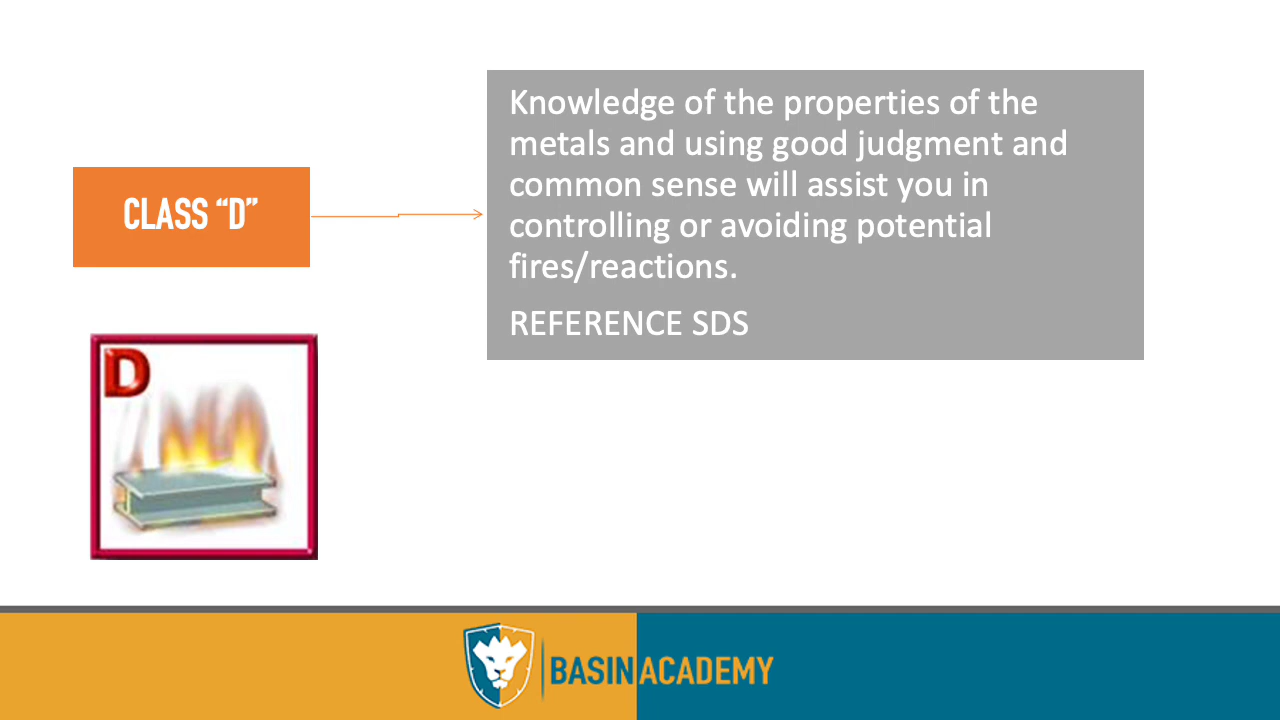 Knowledge of the properties of the
metals and using good judgment and
common sense will assist you in
controlling or avoiding potential
fires/reactions.
REFERENCE SDS
CLASS “D”
D
BASIN ACADEMY